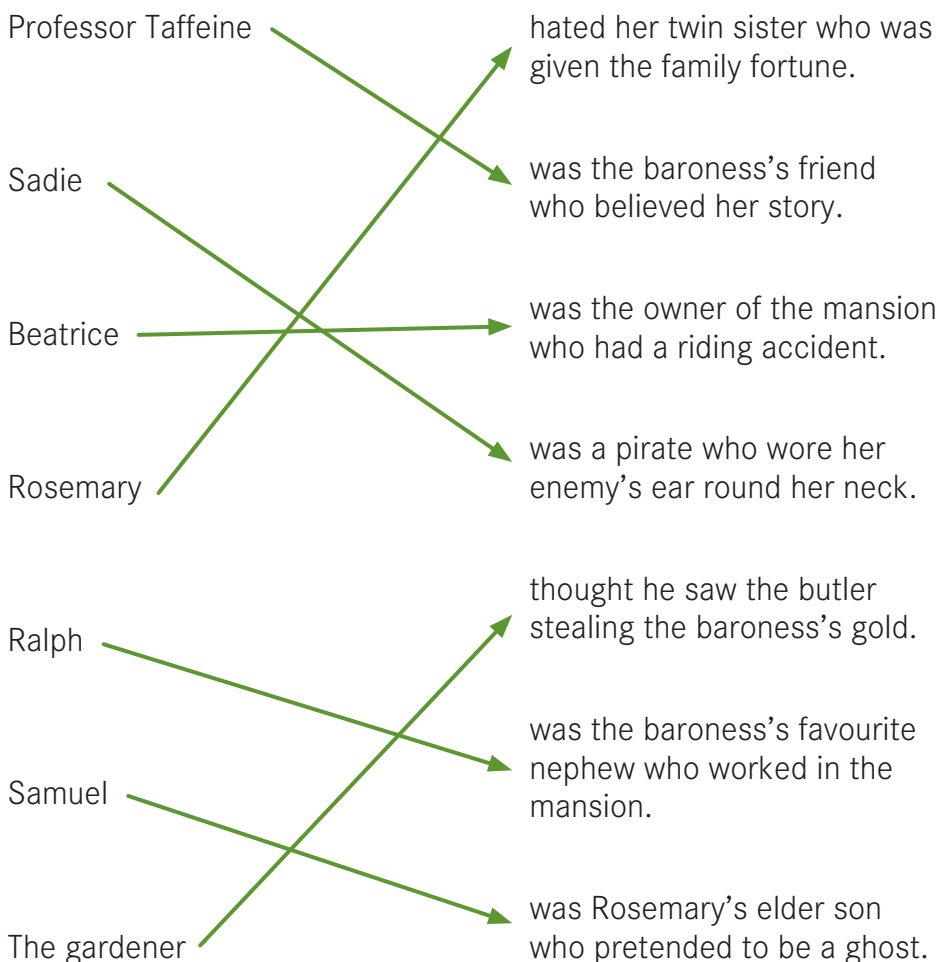 Professor Taffeine
hated her twin sister who was
given the family fortune.
Sadie
was the baroness’s friend
who believed her story.
Beatrice
was the owner of the mansion
who had a riding accident.
Rosemary
was a pirate who wore her
enemy’s ear round her neck.
Ralph
thought he saw the butler
stealing the baroness’s gold.
Samuel
was the baroness’s favourite
nephew who worked in the
mansion.
The gardener
was Rosemary’s elder son
who pretended to be a ghost.